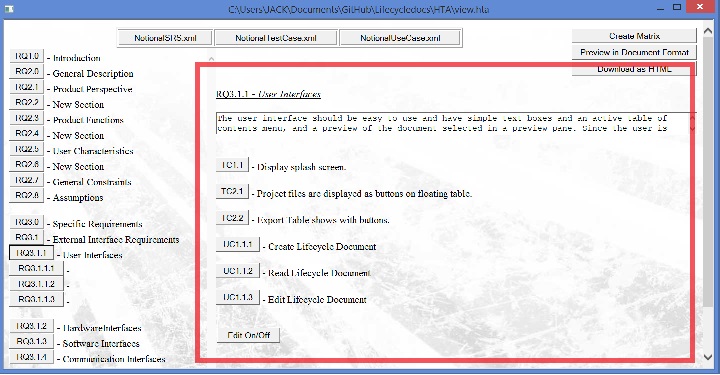 C:\Users\JACK\Documents\GitHub\Lifecycledocs\HTA\view.hta
NotionalSRS.xml NotionalTestCase.xml NotionalUseCase.xml
Create Matrix
Preview in Document Format
Download as HTML
RQ1.0 - Introduction
RQ2.0 - General Description
RQ2.1 - Product Perspective
RQ2.2 - New Section
RQ2.3 - Product Functions
RQ2.4 - New Section
RQ2.5 - User Characteristics
RQ2.6 - New Section
RQ2.7 - General Constraints
RQ2.8 - Assumptions
RQ3.0 - Specific Requirements
RQ3.1 - External Interface Requirements
RQ3.1.1 - User Interfaces
RQ3.1.1.1 -
RQ3.1.1.2 -
RQ3.1.1.3 -
RQ3.1.2 - HardwareInterfaces
RQ3.1.3 - Software Interfaces
RQ3.1.4 - Communication Interfaces
RQ3.1.1 - User Interfaces
The user interface should be easy to use and have simple text boxes and an active table of
contents menu, and a preview of the document selected in a preview panel. Since the user is
TC1.1 - Display splash screen.
TC2.1 - Project files are displayed as buttons on floating table.
TC2.2 - Export Table shows with buttons.
UC1.1.1 - Create Lifecycle Document
UC1.1.2 - Read Lifecycle Document
UC1.1.3 - Edit Lifecycle Document
Edit On/Off